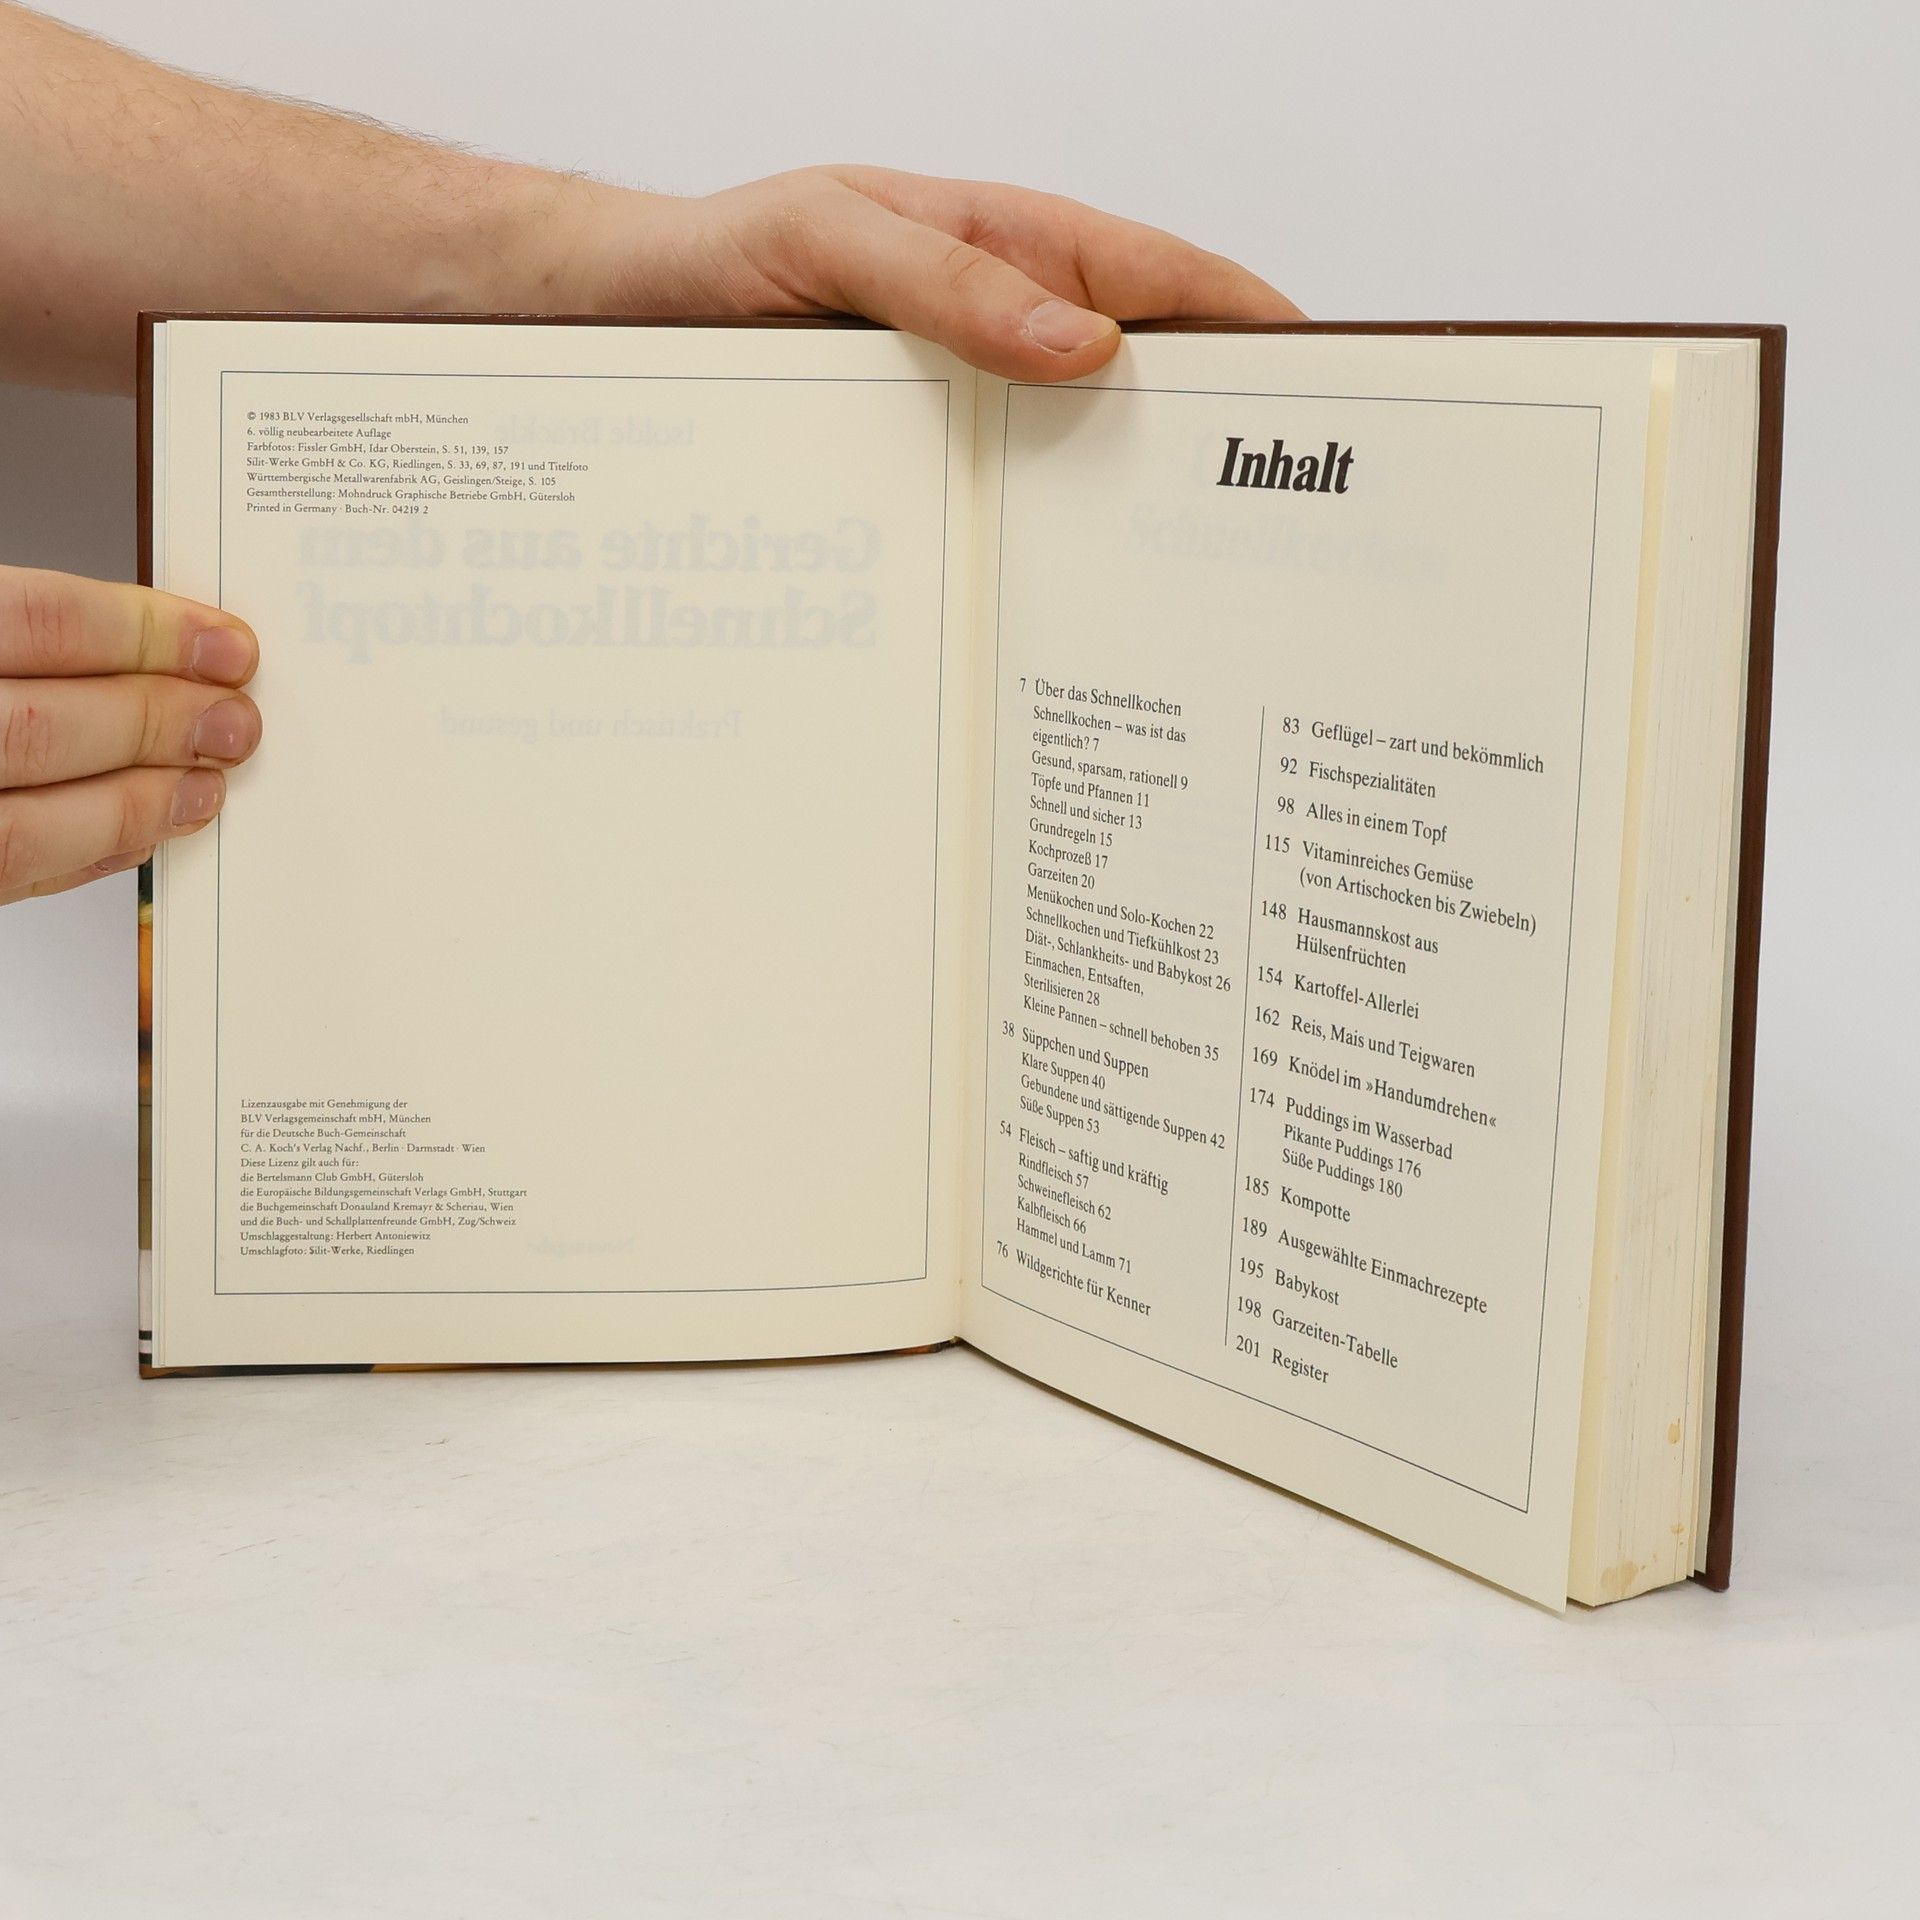 © 1983 BLV Verlagsgesellschaft mbH, München
6. völlig neubearbeitete Auflage
Farbfotos: Fissler GmbH, Idar Oberstein, S. 51, 139, 157
Silit-Werke GmbH & Co. KG, Riedlingen, S. 33, 69, 87, 191 und Titelfoto
Württembergische Metallwarenfabrik AG, Geislingen/Steige, S. 105
Gesamtherstellung: Mohndruck Graphische Betriebe GmbH, Gütersloh
Printed in Germany · Buch-Nr. 04219 2
Isolde Bräckle
Gerichte aus dem
Schnellkochtopf
Praktisch und gesund
Lizenzausgabe mit Genehmigung der
BLV Verlagsgemeinschaft mbH, München
für die Deutsche Buch-Gemeinschaft
C. A. Koch's Verlag Nachf., Berlin · Darmstadt · Wien
Diese Lizenz gilt auch für:
die Bertelsmann Club GmbH, Gütersloh
die Europäische Bildungsgemeinschaft Verlags GmbH, Stuttgart
die Buchgemeinschaft Donauland Kremayr & Scheriau, Wien
und die Buch- und Schallplattenfreunde GmbH, Zug/Schweiz
Umschlaggestaltung: Herbert Antoniewitz
Umschlagfoto: Silit-Werke, Riedlingen
Inhalt
7 Über das Schnellkochen
Schnellkochen – was ist das
eigentlich? 7
Gesund, sparsam, rationell 9
Töpfe und Pfannen 11
Schnell und sicher 13
Grundregeln 15
Kochprozeß 17
Garzeiten 20
Menükochen und Solo-Kochen 22
Schnellkochen und Tiefkühlkost 23
Diät-, Schlankheits- und Babykost 26
Einmachen, Entsaften,
Sterilisieren 28
Kleine Pannen – schnell behoben 35
38 Süppchen und Suppen
Klare Suppen 40
Gebundene und sättigende Suppen 42
Süße Suppen 53
54 Fleisch – saftig und kräftig
Rindfleisch 57
Schweinefleisch 62
Kalbfleisch 66
Hammel und Lamm 71
76 Wildgerichte für Kenner
83 Geflügel – zart und bekömmlich
92 Fischspezialitäten
98 Alles in einem Topf
115 Vitaminreiches Gemüse
(von Artischocken bis Zwiebeln)
148 Hausmannskost aus
Hülsenfrüchten
154 Kartoffel-Allerlei
162 Reis, Mais und Teigwaren
169 Knödel im »Handumdrehen«
174 Puddings im Wasserbad
Pikante Puddings 176
Süße Puddings 180
185 Kompotte
189 Ausgewählte Einmachrezepte
195 Babykost
198 Garzeiten-Tabelle
201 Register